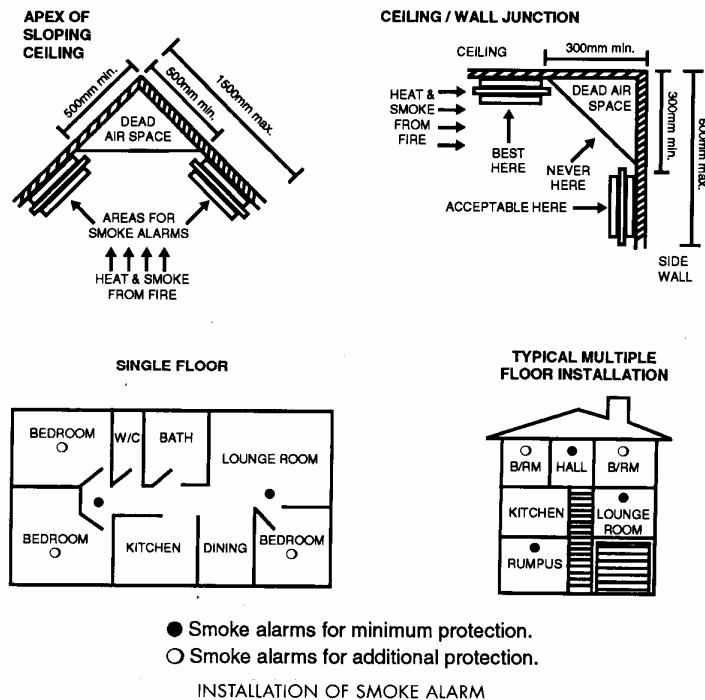 APEX OF
SLOPING
CEILING
500mm min.
500mm min.
1500mm max.
DEAD
AIR SPACE
AREAS FOR
SMOKE ALARMS
HEAT & SMOKE
FROM FIRE
CEILING / WALL JUNCTION
CEILING
300mm min.
HEAT &
SMOKE
FROM
FIRE
DEAD AIR
SPACE
300mm min.
BEST
HERE
NEVER
HERE
ACCEPTABLE HERE
SIDE
WALL
SINGLE FLOOR
BEDROOM
W/C
BATH
LOUNGE ROOM
BEDROOM
KITCHEN
DINING
BEDROOM
TYPICAL MULTIPLE
FLOOR INSTALLATION
B/RM
HALL
B/RM
KITCHEN
LOUNGE
ROOM
RUMPUS
Smoke alarms for minimum protection.
Smoke alarms for additional protection.
INSTALLATION OF SMOKE ALARM